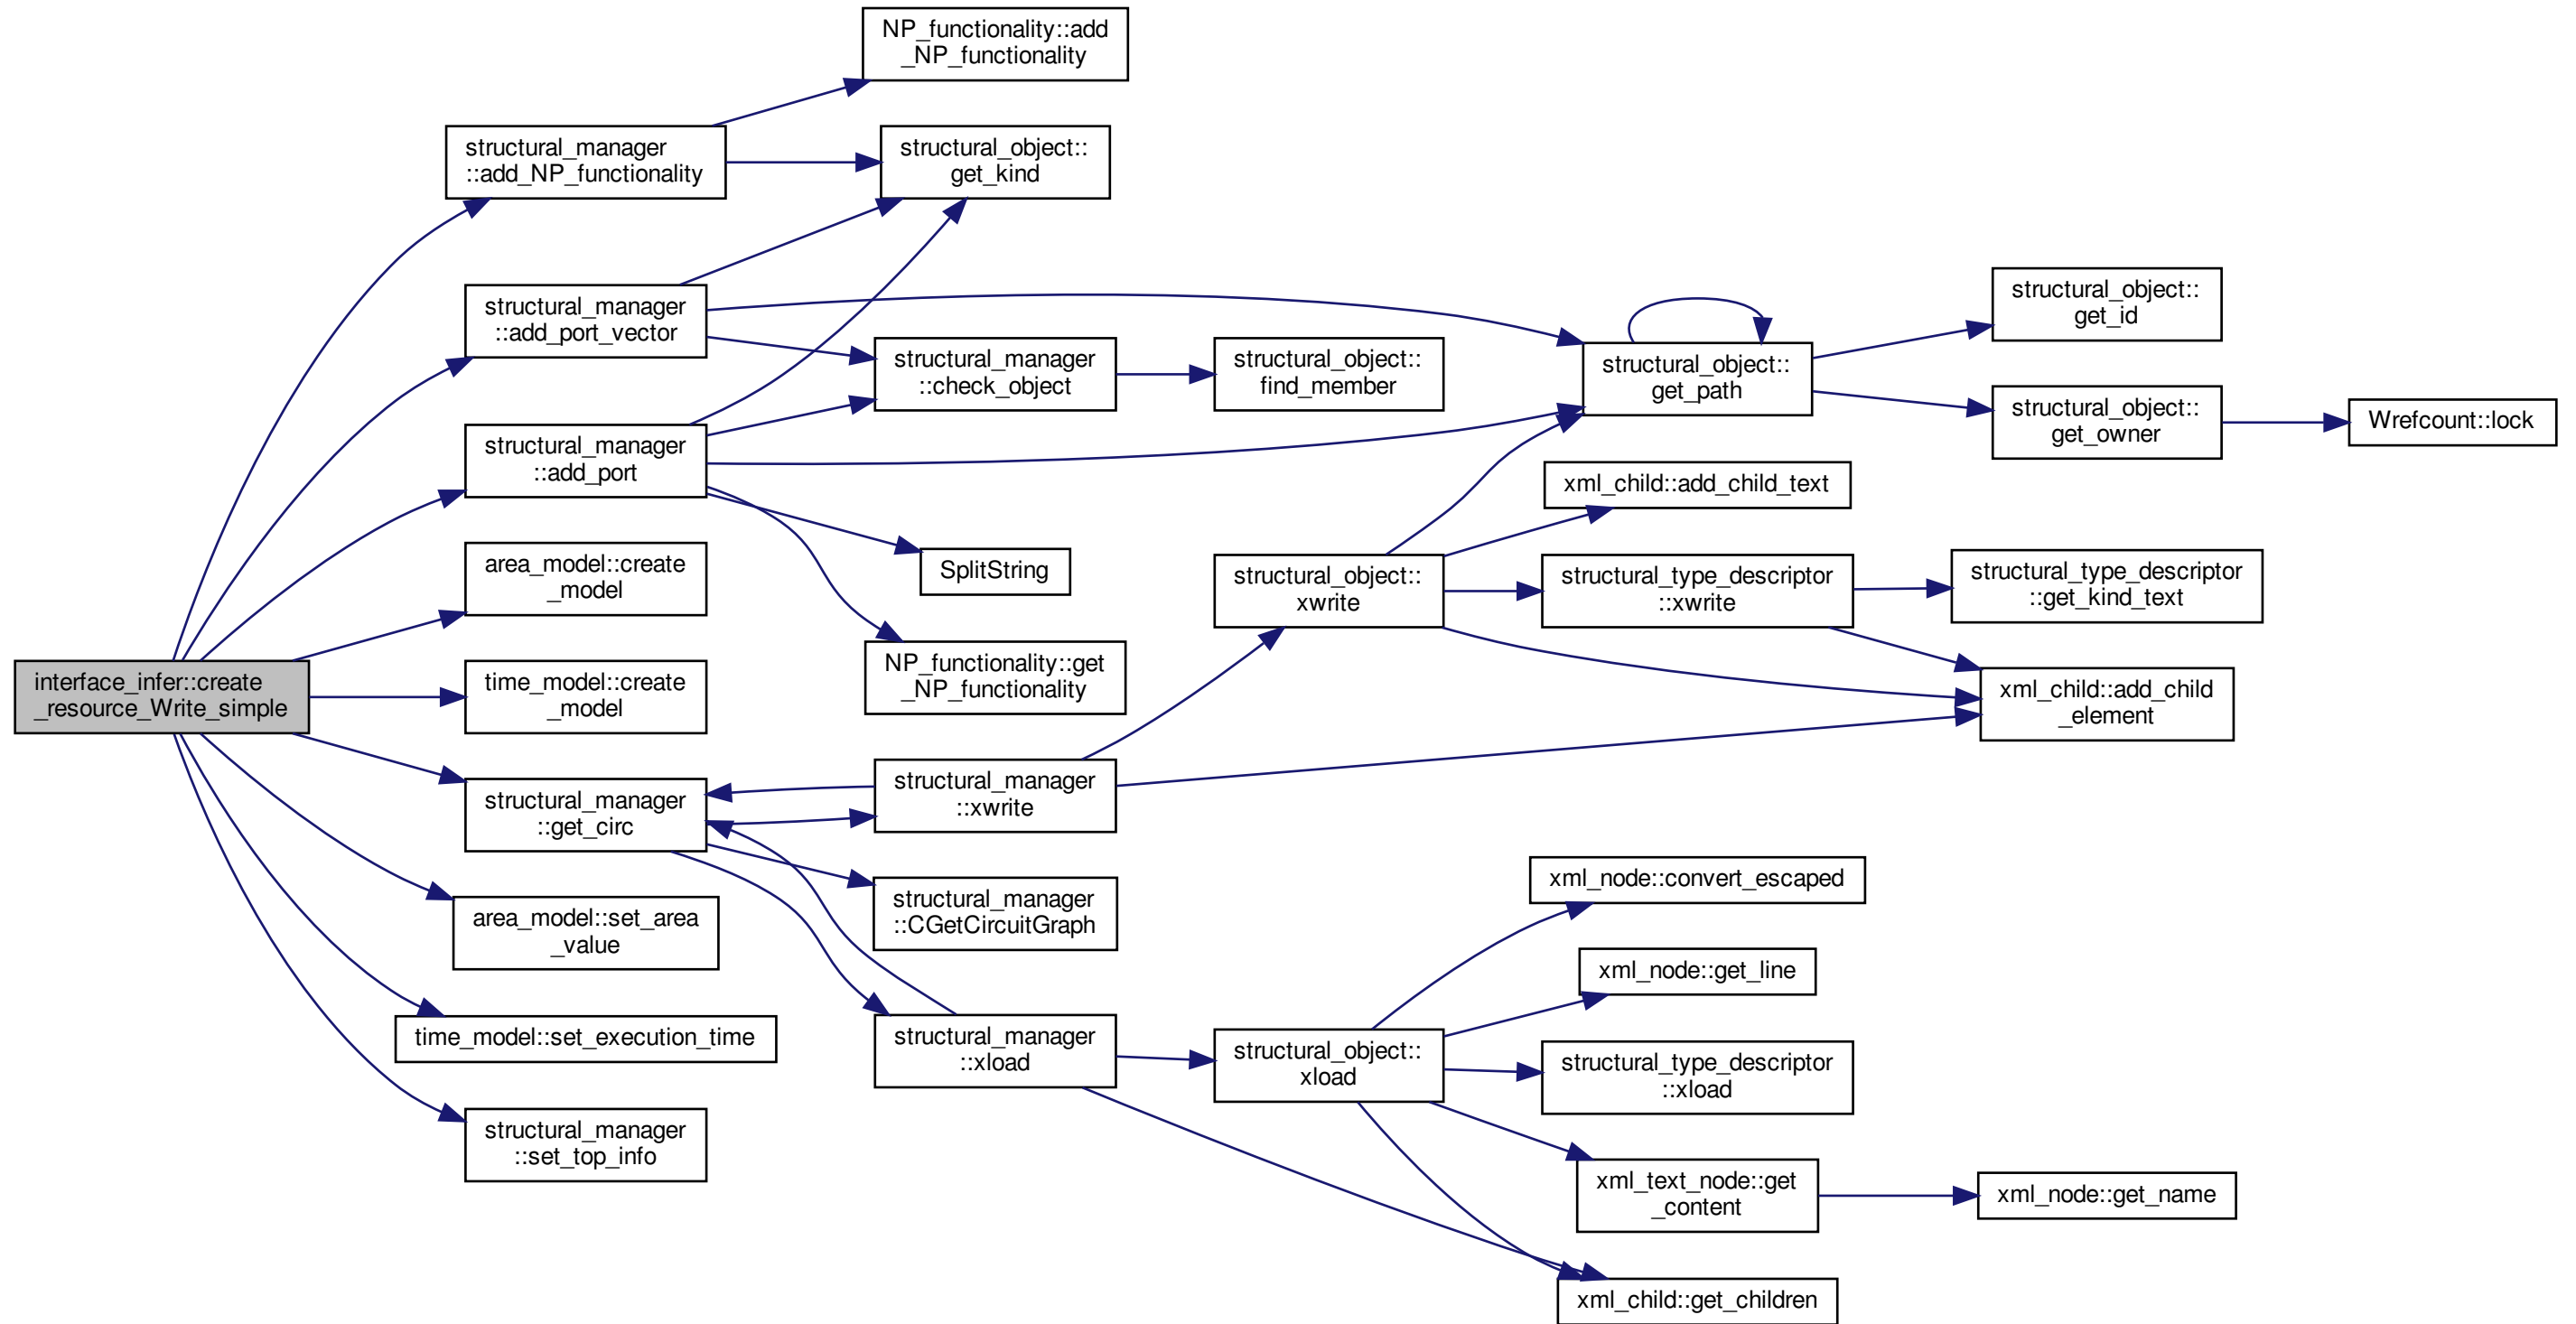 interface_infer::create
_resource_Write_simple
structural_manager
::add_NP_functionality
NP_functionality::add
_NP_functionality
structural_object::
get_kind
structural_manager
::add_port_vector
structural_manager
::check_object
structural_object::
find_member
structural_object::
get_path
structural_object::
get_id
structural_object::
get_owner
Wrefcount::lock
structural_manager
::add_port
SplitString
NP_functionality::get
_NP_functionality
area_model::create
_model
time_model::create
_model
structural_manager
::get_circ
structural_manager
::xwrite
structural_object::
xwrite
xml_child::add_child_text
structural_type_descriptor
::xwrite
structural_type_descriptor
::get_kind_text
xml_child::add_child
_element
structural_manager
::CGetCircuitGraph
structural_manager
::xload
structural_object::
xload
xml_node::convert_escaped
xml_node::get_line
structural_type_descriptor
::xload
xml_text_node::get
_content
xml_node::get_name
xml_child::get_children
area_model::set_area
_value
time_model::set_execution_time
structural_manager
::set_top_info